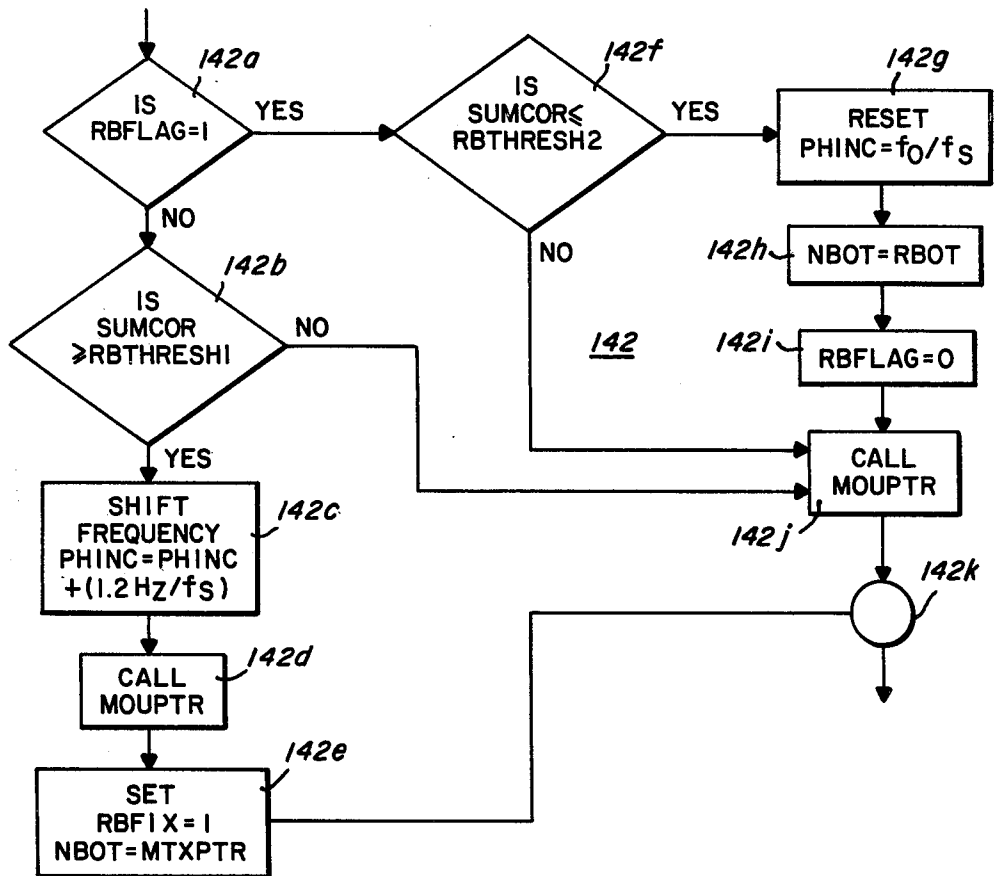 142a
IS
RBFLAG=1
YES
NO
142f
IS
SUMCOR≤
RBTHRESH2
YES
NO
142g
RESET
PHINC=fO/fS
142h
NBOT=RBOT
142i
RBFLAG=0
142b
IS
SUMCOR
≥RBTHRESH1
NO
YES
142
CALL
MOUPTR
142j
142k
SHIFT
FREQUENCY
PHINC=PHINC
+(1.2HZ/fS)
142c
CALL
MOUPTR
142d
SET
RBFIX=1
NBOT=MTXPTR
142e